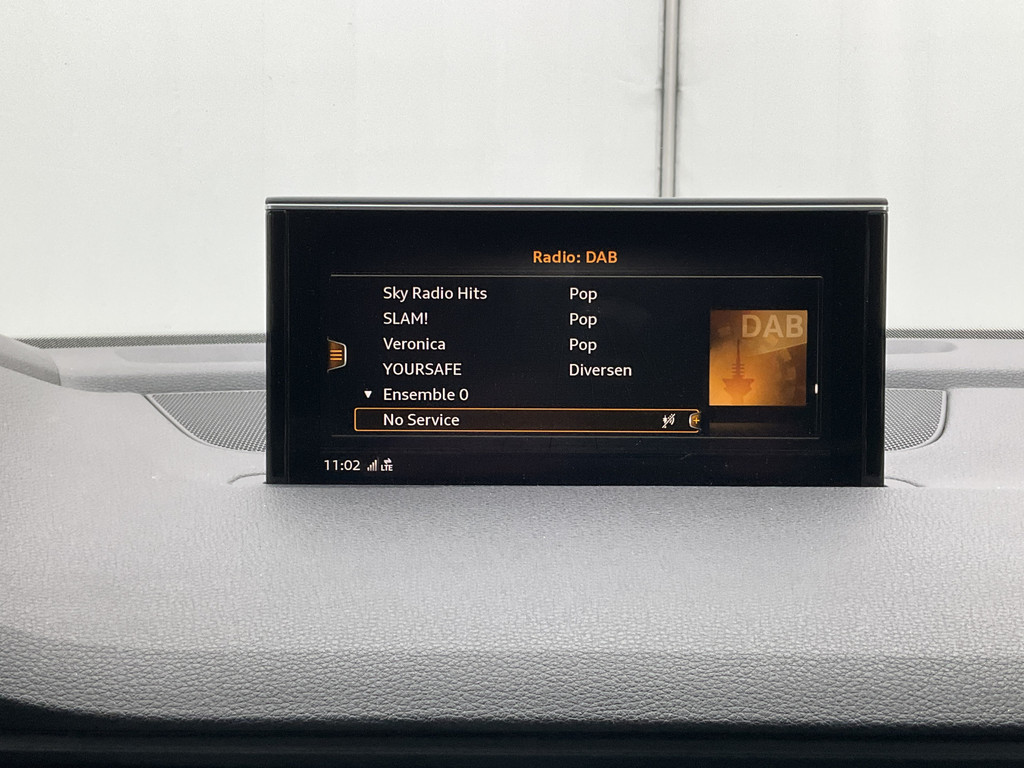 Radio: DAB
Sky Radio Hits Pop
SLAM! Pop
Veronica Pop
YOURSAFE Diversen
Ensemble 0
No Service
DAB
11:02 LTE